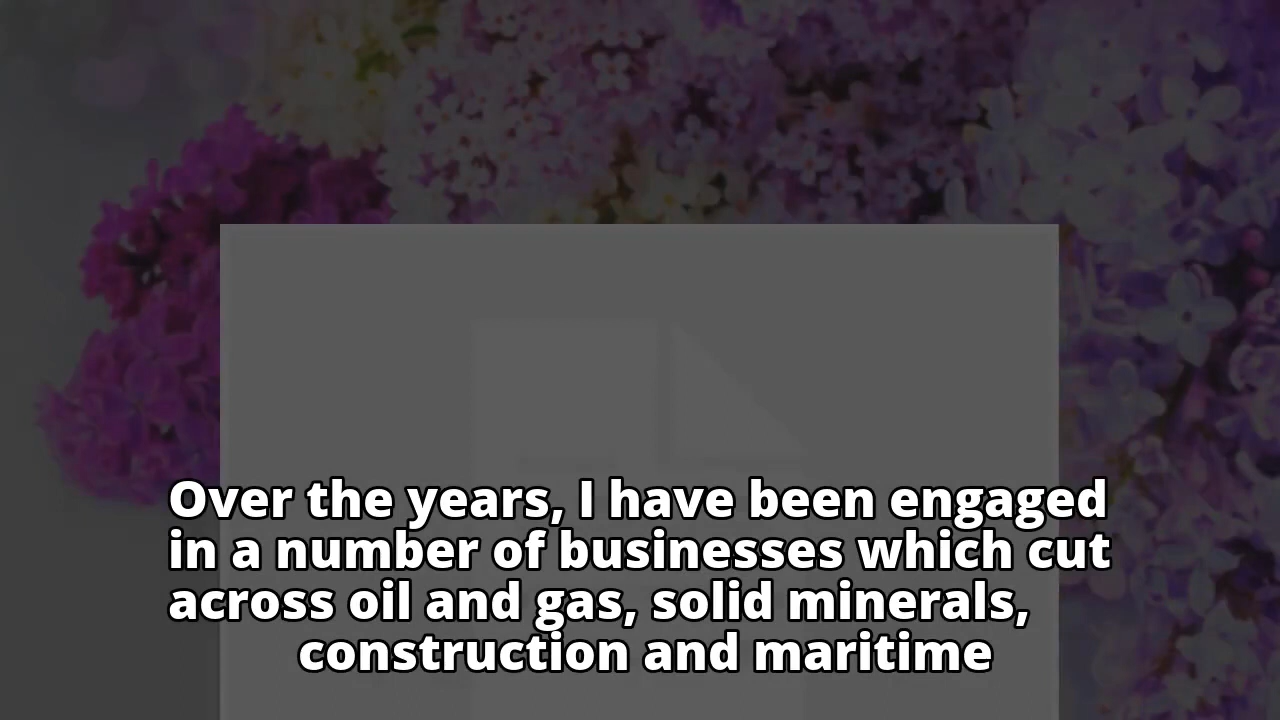 Over the years, I have been engaged
in a number of businesses which cut
across oil and gas, solid minerals,
construction and maritime